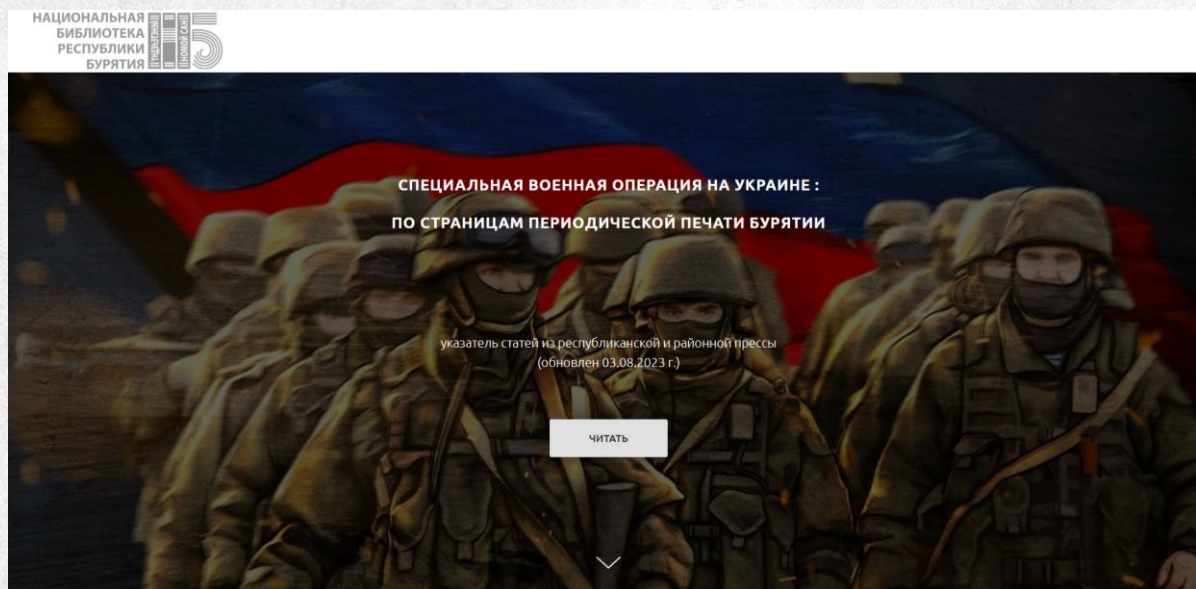 НАЦИОНАЛЬНАЯ
БИБЛИОТЕКА
РЕСПУБЛИКИ
БУРЯТИЯ
СПЕЦИАЛЬНАЯ ВОЕННАЯ ОПЕРАЦИЯ НА УКРАИНЕ :
ПО СТРАНИЦАМ ПЕРИОДИЧЕСКОЙ ПЕЧАТИ БУРЯТИИ
указатель статей из республиканской и районной прессы
(обновлен 03.08.2023 г.)
ЧИТАТЬ